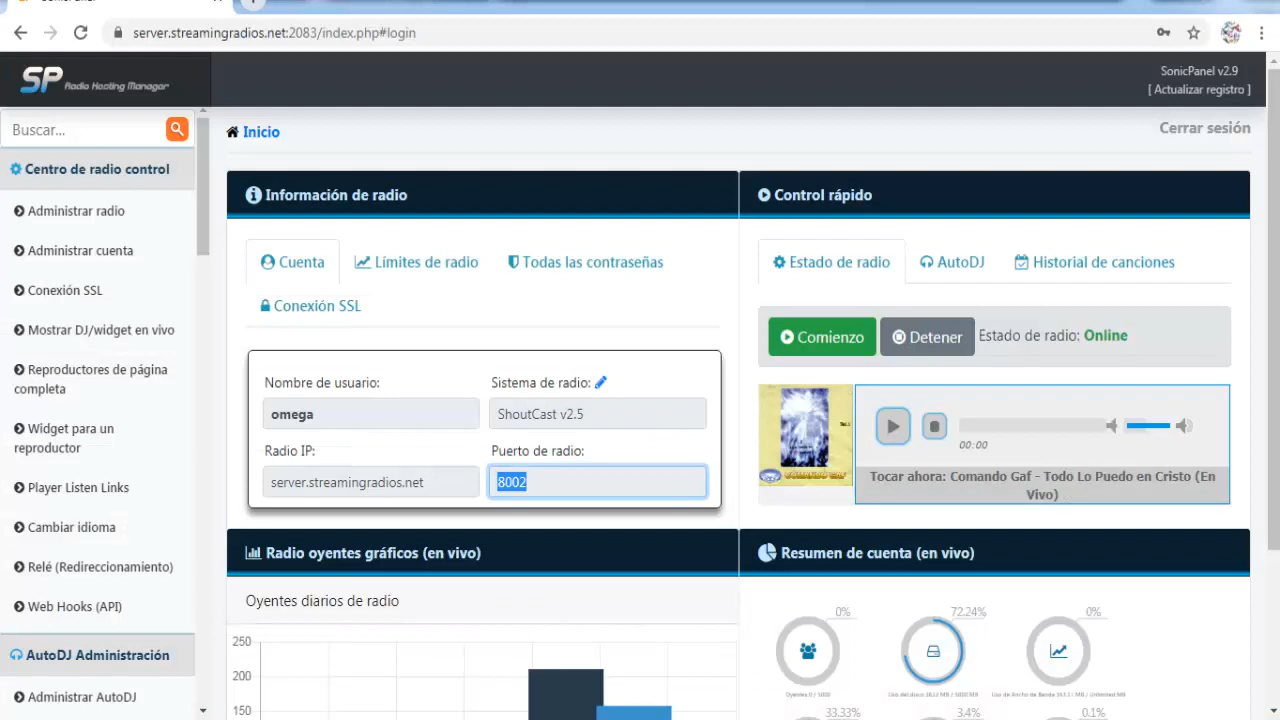 server.streamingradios.net:2083/index.php#login
SP Radio Hosting Manager
SonicPanel v2.9
[ Actualizar registro ]
Buscar...
Inicio
Cerrar sesión
Centro de radio control
Administrar radio
Administrar cuenta
Conexión SSL
Mostrar DJ/widget en vivo
Reproductores de página
completa
Widget para un
reproductor
Player Listen Links
Cambiar idioma
Relé (Redireccionamiento)
Web Hooks (API)
AutoDJ Administración
Administrar AutoDJ
Información de radio
Cuenta
Límites de radio
Todas las contraseñas
Conexión SSL
Nombre de usuario:
Sistema de radio:
omega
ShoutCast v2.5
Radio IP:
Puerto de radio:
server.streamingradios.net
8002
Control rápido
Estado de radio
AutoDJ
Historial de canciones
Comienzo
Detener
Estado de radio: Online
00:00
Tocar ahora: Comando Gaf - Todo Lo Puedo en Cristo (En
Vivo)
Radio oyentes gráficos (en vivo)
Oyentes diarios de radio
250
200
150
Resumen de cuenta (en vivo)
0%
72.24%
0%
33.33%
3.4%
0.1%